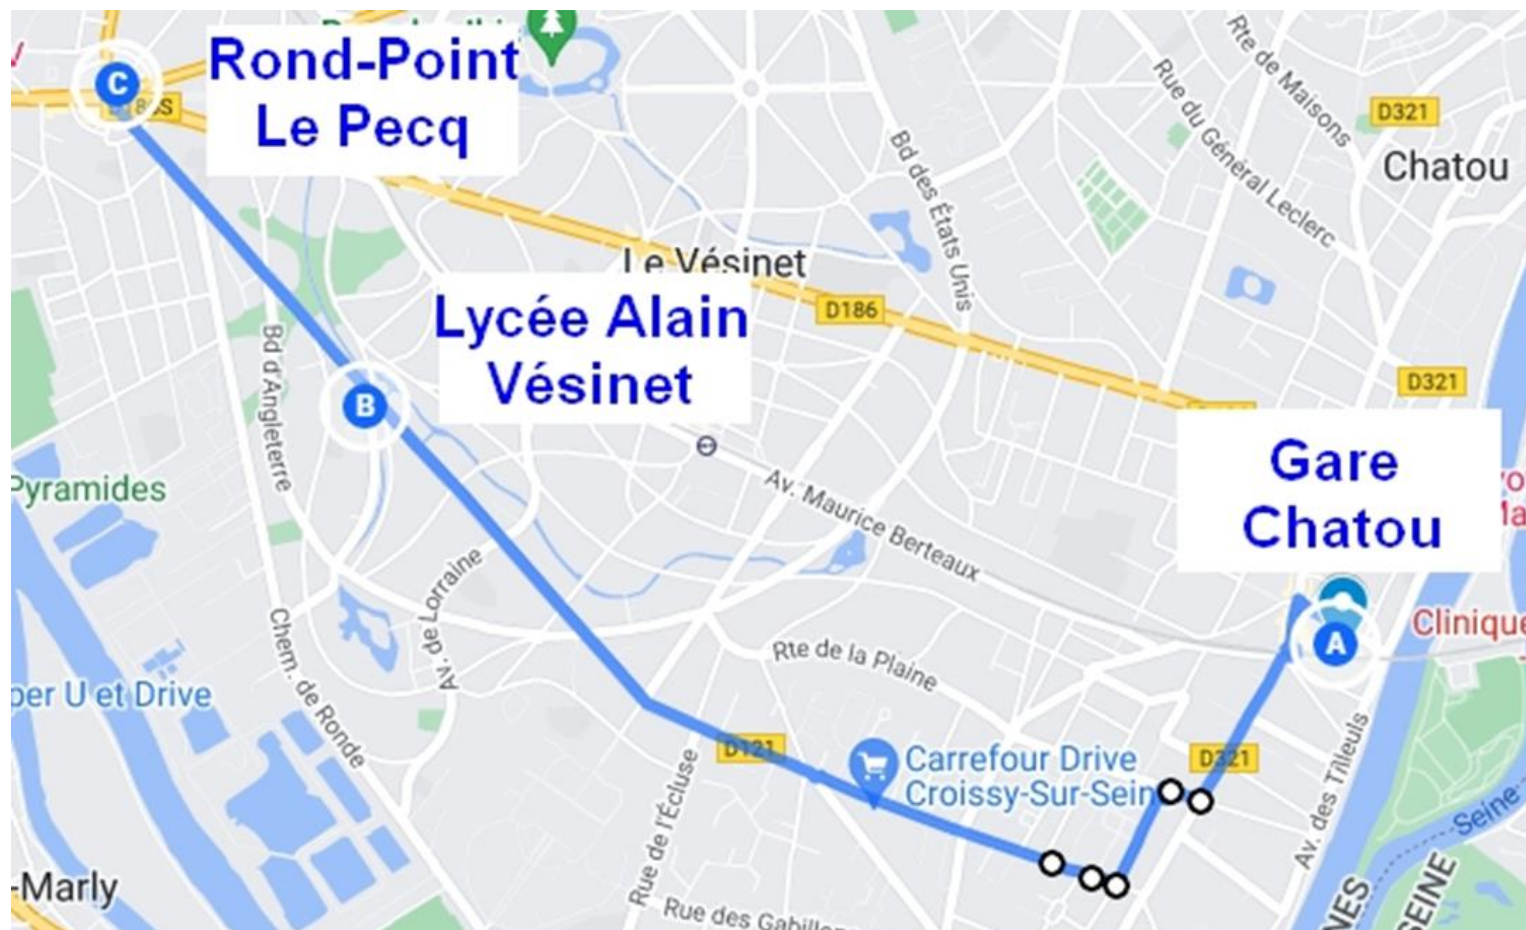 C
Rond-Point
Le Pecq
Rte de Maisons
Rue du Général Leclerc
D321
Chatou
Bd des États Unis
Le Vésinet
D186
Lycée Alain
Vésinet
B
Bd d'Angleterre
D321
Gare
Chatou
Av. Maurice Berteaux
Pyramides
Av. de Lorraine
Chem. de Ronde
Rte de la Plaine
A
Clinique
per U et Drive
D121
Carrefour Drive
Croissy-Sur-Sein
D321
Av. des Tilleuls
Rue de l'Écluse
Seine
-Marly
Rue des Gabiller
NES
SEINE